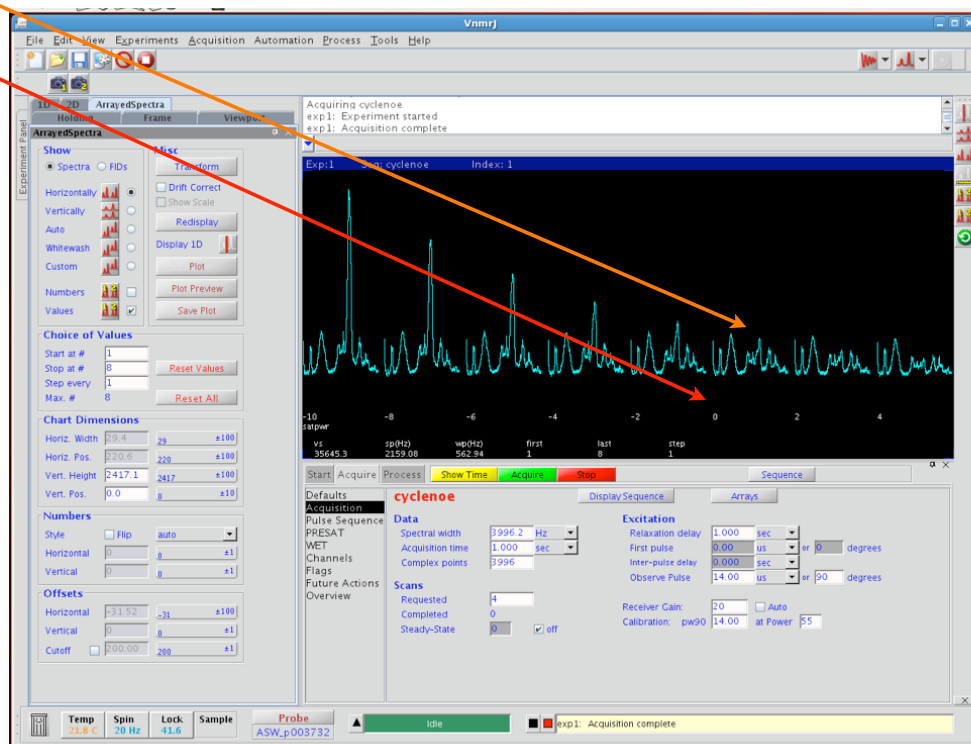 VnmrJ
File Edit View Experiments Acquisition Automation Process Tools Help
1D 2D ArrayedSpectra
Holding Frame Viewport
Experiment Panel
ArrayedSpectra
Show
Spectra FIDs
Horizontally
Vertically
Auto
Whitewash
Custom
Numbers
Values
Misc
Transform
Drift Correct
Show Scale
Redisplay
Display 1D
Plot
Plot Preview
Save Plot
Choice of Values
Start at # 1
Stop at # 8 Reset Values
Step every 1
Max. # 8 Reset All
Chart Dimensions
Horiz. Width 29.4 29 ±100
Horiz. Pos. 220.6 220 ±100
Vert. Height 2417.1 2417 ±100
Vert. Pos. 0.0 0 ±10
Numbers
Style Flip auto
Horizontal 0 0 ±1
Vertical 0 0 ±1
Offsets
Horizontal -31.52 -31 ±100
Vertical 0 0 ±1
Cutoff 200.00 200 ±1
Acquiring cyclenoe
exp1: Experiment started
exp1: Acquisition complete
Exp:1 Seq: cyclenoe Index: 1
-10 -8 -6 -4 -2 0 2 4
satpwr
vs sp(Hz) wp(Hz) first last step
35645.3 2159.08 562.94 1 8 1
Start Acquire Process Show Time Acquire Stop Sequence
Defaults
Acquisition
Pulse Sequence
PRESAT
WET
Channels
Flags
Future Actions
Overview
cyclenoe Display Sequence Arrays
Data
Spectral width 3996.2 Hz
Acquisition time 1.000 sec
Complex points 3996
Scans
Requested 4
Completed 0
Steady-State 0 off
Excitation
Relaxation delay 1.000 sec
First pulse 0.00 us or 0 degrees
Inter-pulse delay 0.000 sec
Observe Pulse 14.00 us or 90 degrees
Receiver Gain: 20 Auto
Calibration: pw90 14.00 at Power 55
Temp Spin Lock Sample Probe
21.8 C 20 Hz 41.6 ASW_p003732
Idle
exp1: Acquisition complete